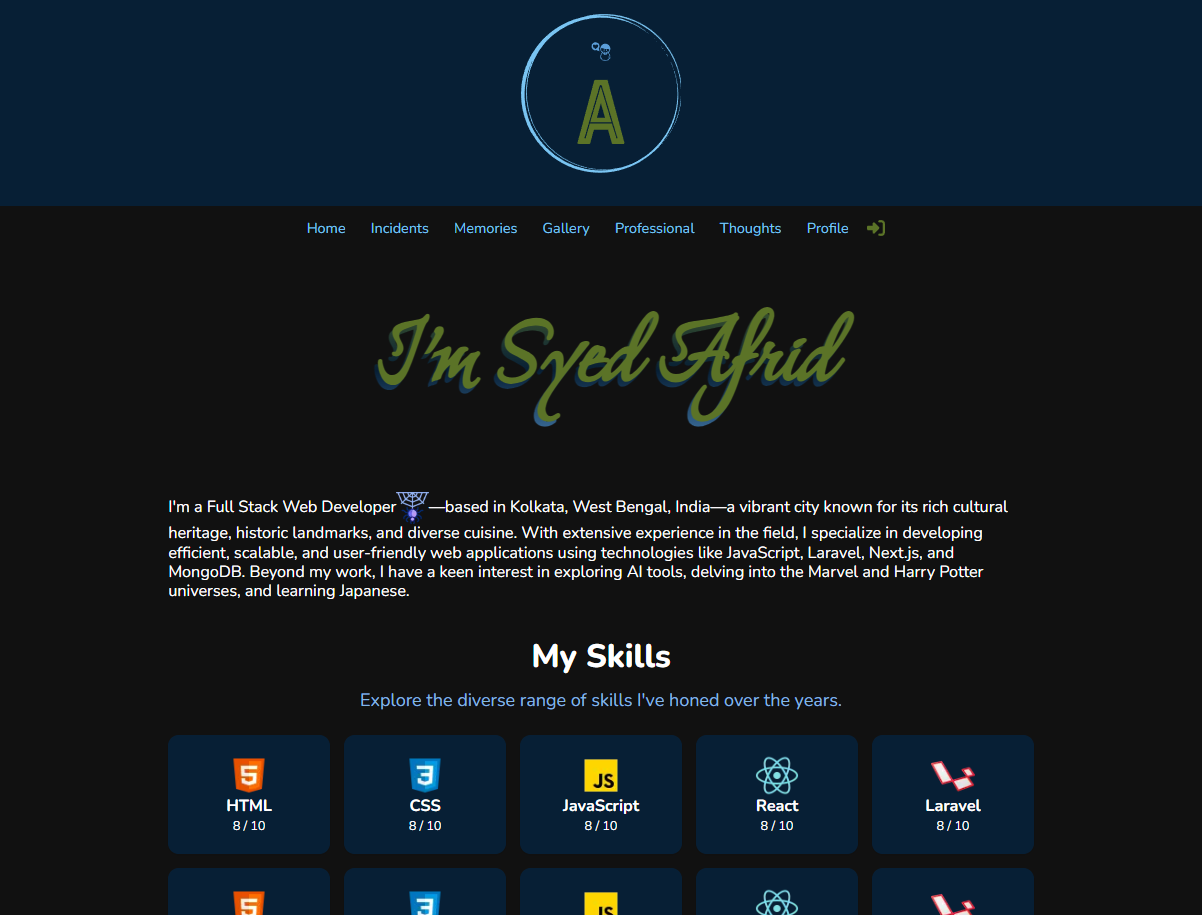 A
Home Incidents Memories Gallery Professional Thoughts Profile
I'm Syed Afrid
I'm a Full Stack Web Developer —based in Kolkata, West Bengal, India—a vibrant city known for its rich cultural
heritage, historic landmarks, and diverse cuisine. With extensive experience in the field, I specialize in developing
efficient, scalable, and user-friendly web applications using technologies like JavaScript, Laravel, Next.js, and
MongoDB. Beyond my work, I have a keen interest in exploring AI tools, delving into the Marvel and Harry Potter
universes, and learning Japanese.
My Skills
Explore the diverse range of skills I've honed over the years.
5 3 JS
HTML CSS JavaScript React Laravel
8 / 10 8 / 10 8 / 10 8 / 10 8 / 10
5 3 JS